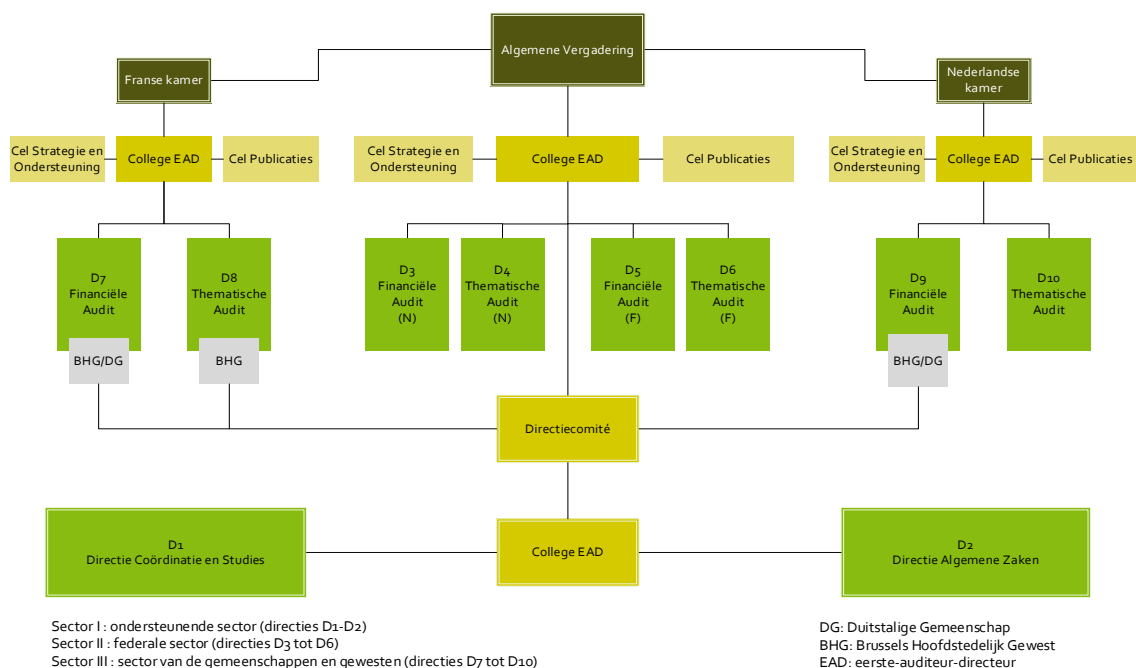 Algemene Vergadering
Franse kamer
Nederlandse
kamer
Cel Strategie en
Ondersteuning
College EAD
Cel Publicaties
Cel Strategie en
Ondersteuning
College EAD
Cel Publicaties
Cel Strategie en
Ondersteuning
College EAD
Cel Publicaties
D7
Financiële
Audit
BHG/DG
D8
Thematische
Audit
BHG
D3
Financiële
Audit
(N)
D4
Thematische
Audit
(N)
D5
Financiële
Audit
(F)
D6
Thematische
Audit
(F)
D9
Financiële
Audit
BHG/DG
D10
Thematische
Audit
Directiecomité
D1
Directie Coördinatie en Studies
College EAD
D2
Directie Algemene Zaken
Sector I : ondersteunende sector (directies D1-D2)
Sector II : federale sector (directies D3 tot D6)
Sector III : sector van de gemeenschappen en gewesten (directies D7 tot D10)
DG: Duitstalige Gemeenschap
BHG: Brussels Hoofdstedelijk Gewest
EAD: eerste-auditeur-directeur